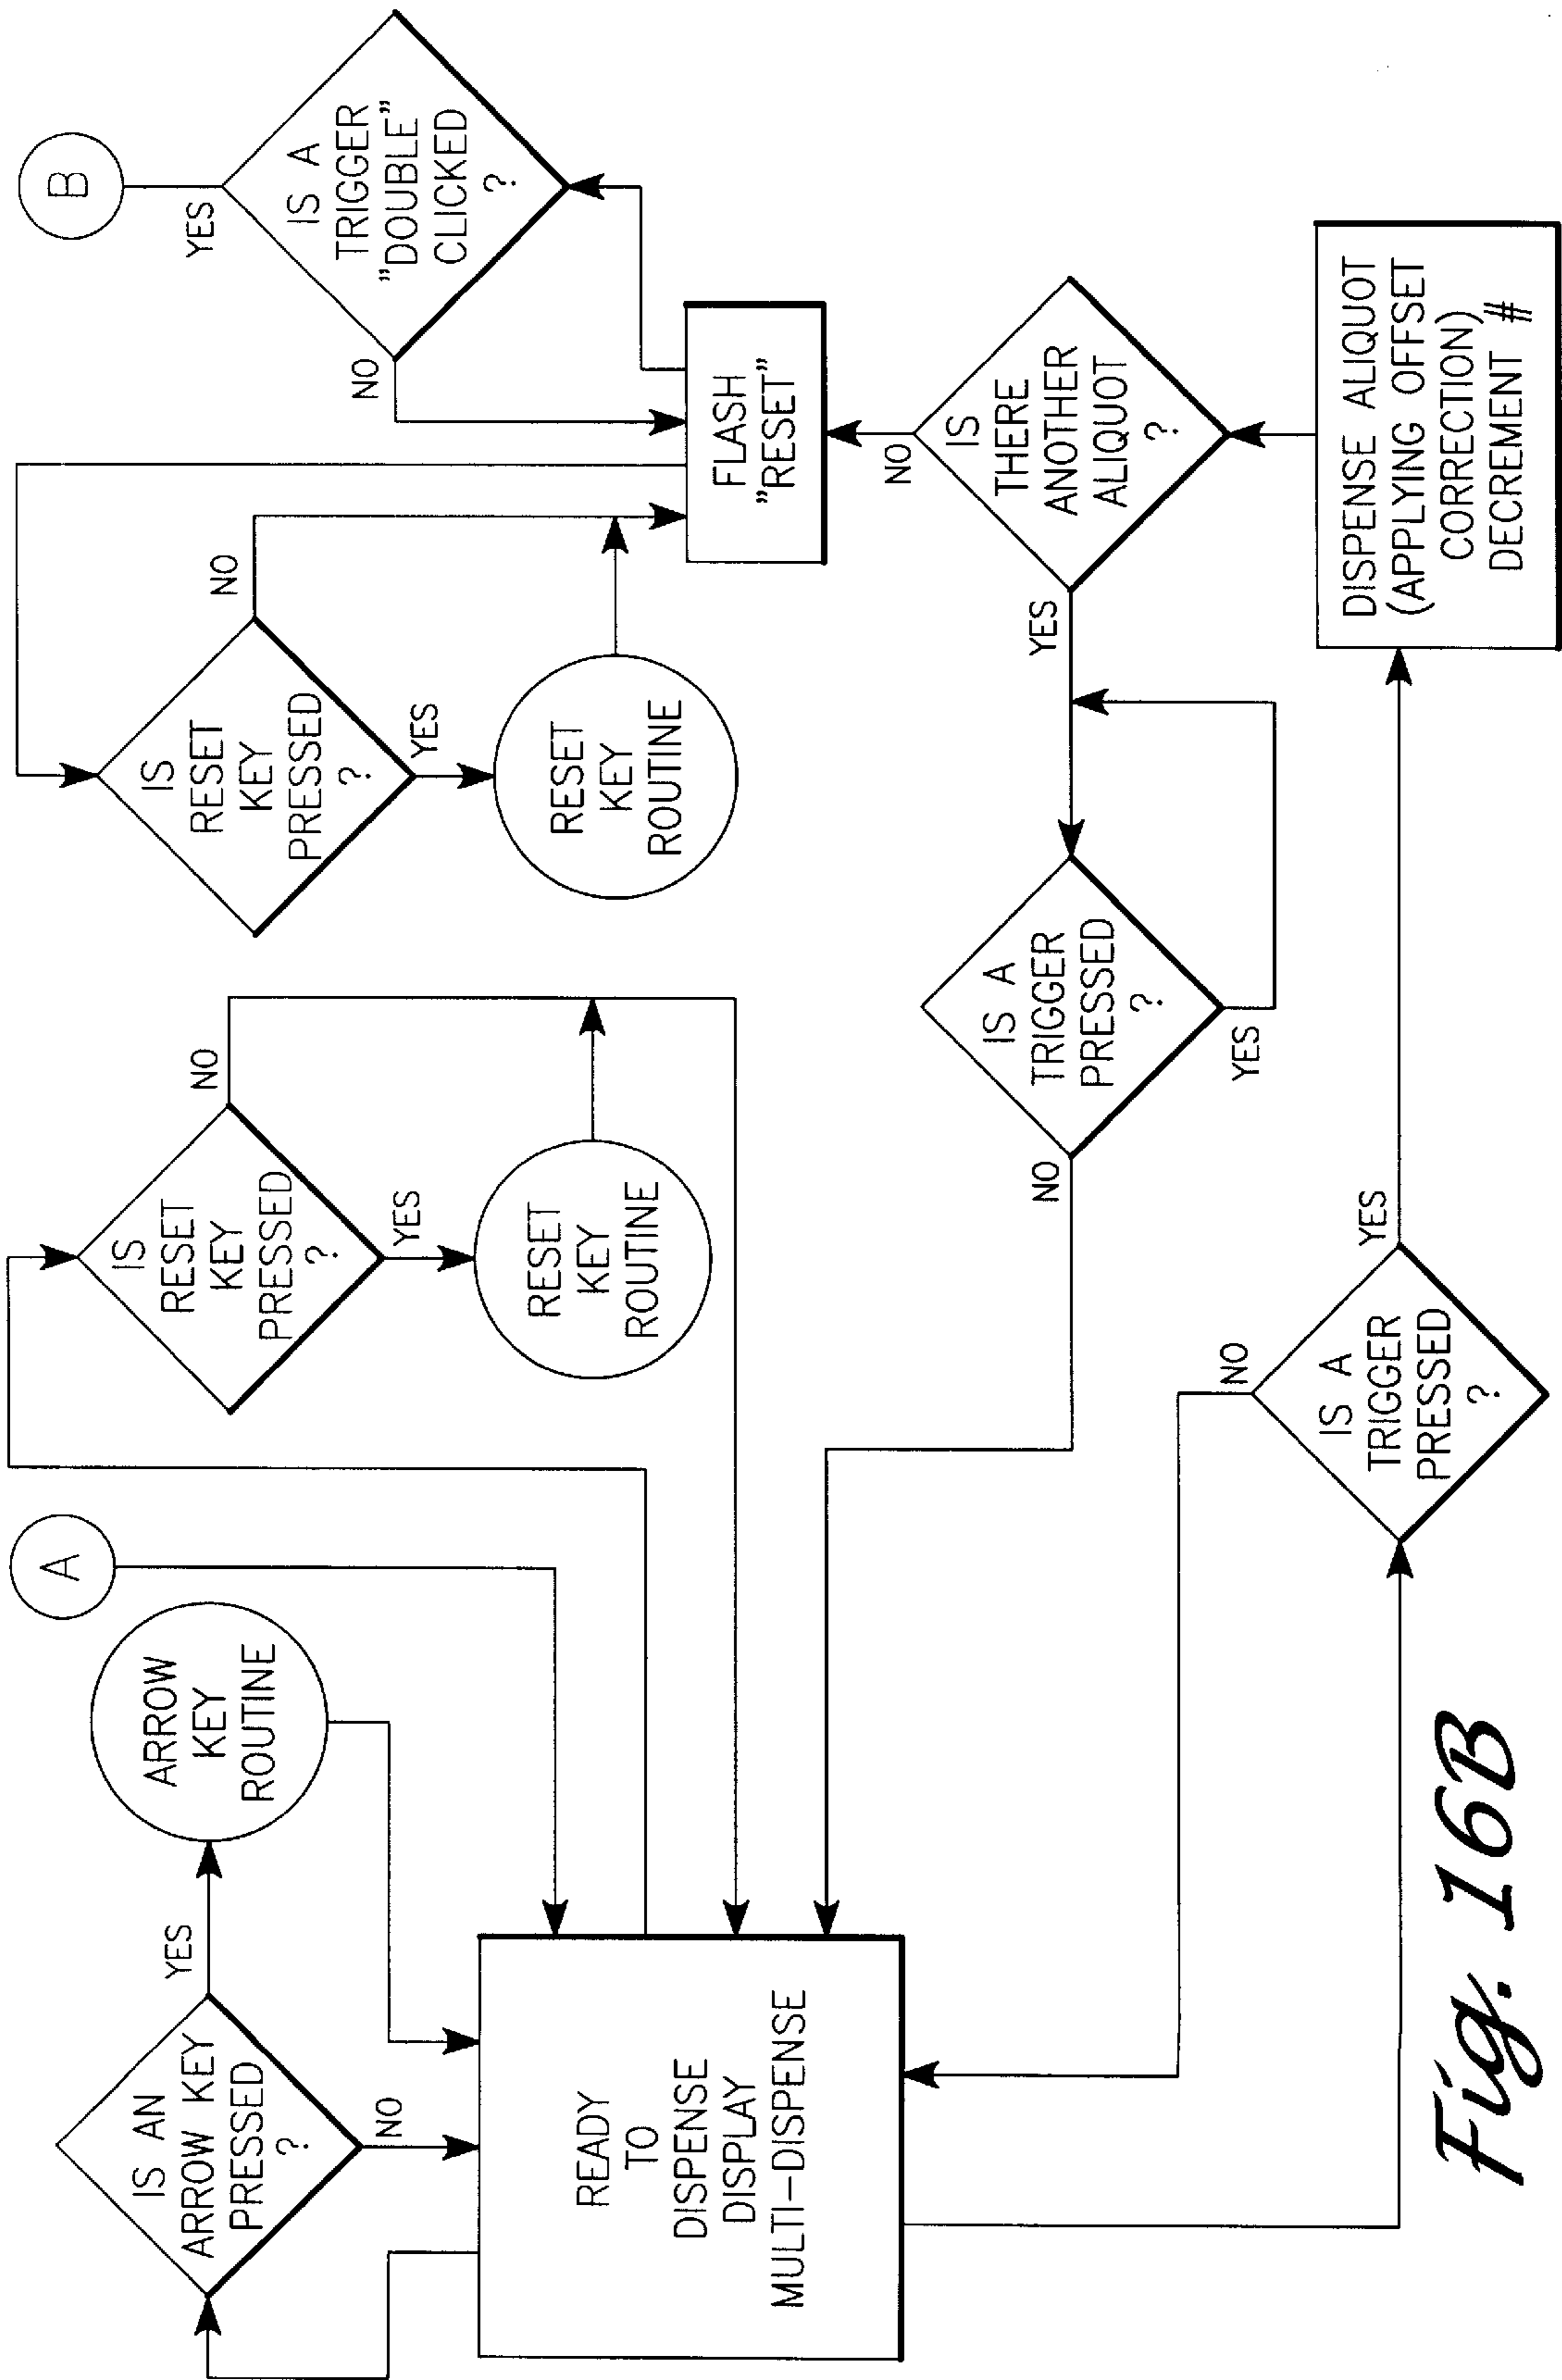 IS AN
ARROW KEY
PRESSED
?
YES
NO
ARROW
KEY
ROUTINE
A
READY
TO
DISPENSE
DISPLAY
MULTI-DISPENSE
IS
RESET
KEY
PRESSED
?
NO
YES
RESET
KEY
ROUTINE
IS
RESET
KEY
PRESSED
?
NO
YES
RESET
KEY
ROUTINE
B
YES
IS A
TRIGGER
"DOUBLE"
CLICKED
?
NO
FLASH
"RESET"
NO
IS
THERE
ANOTHER
ALIQUOT
?
YES
IS A
TRIGGER
PRESSED
?
NO
YES
IS A
TRIGGER
PRESSED
?
NO
YES
DISPENSE ALIQUOT
(APPLYING OFFSET
CORRECTION)
DECREMENT #
Fig. 16B